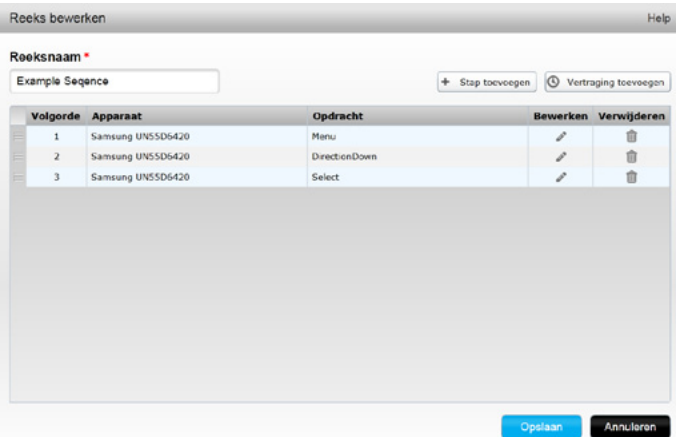 Reeks bewerken Help
Reeksnaam *
Example Seqence + Stap toevoegen Vertraging toevoegen
Volgorde Apparaat Opdracht Bewerken Verwijderen
1 Samsung UN55D6420 Menu
2 Samsung UN55D6420 DirectionDown
3 Samsung UN55D6420 Select
Opslaan Annuleren